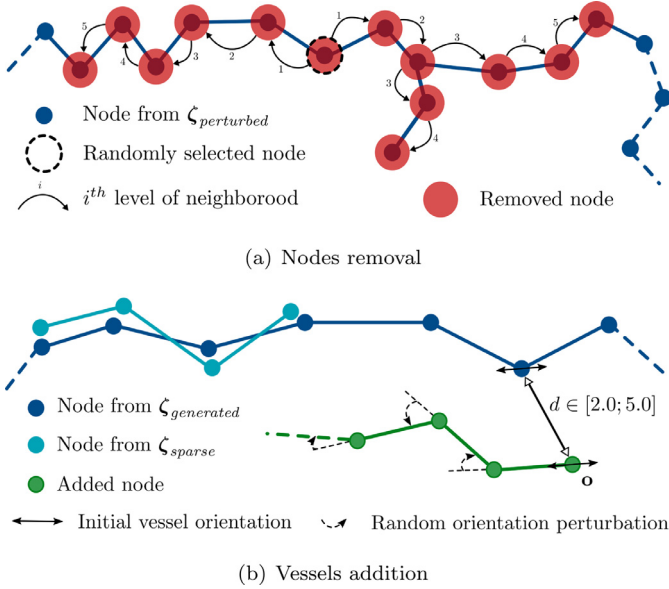 5 4 3 2 1 1 2 3 4 5
3
4
Node from ζperturbed
Randomly selected node
i
iᵗʰ level of neighborood
Removed node
(a) Nodes removal
Node from ζgenerated
d ∈ [2.0; 5.0]
Node from ζsparse
Added node
o
Initial vessel orientation
Random orientation perturbation
(b) Vessels addition